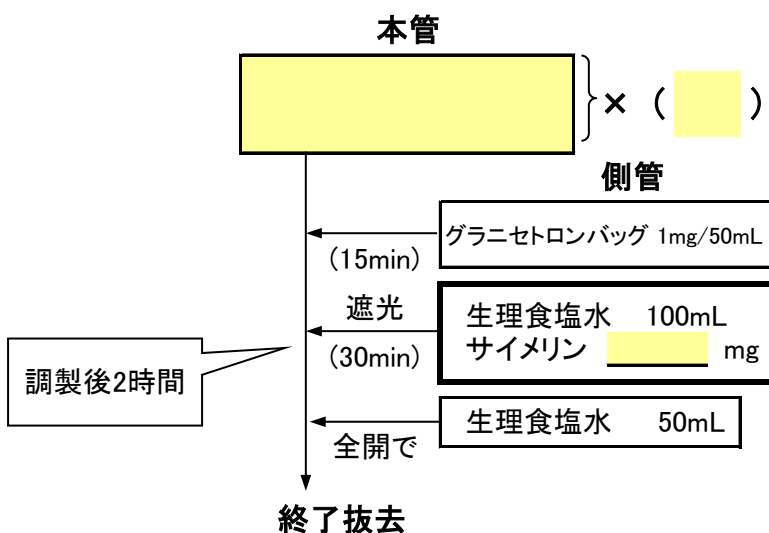 本管
× ( )
側管
グラニセトロンバッグ 1mg/50mL
(15min)
遮光
生理食塩水 100mL
サイメリン mg
(30min)
調製後2時間
生理食塩水 50mL
全開で
終了抜去